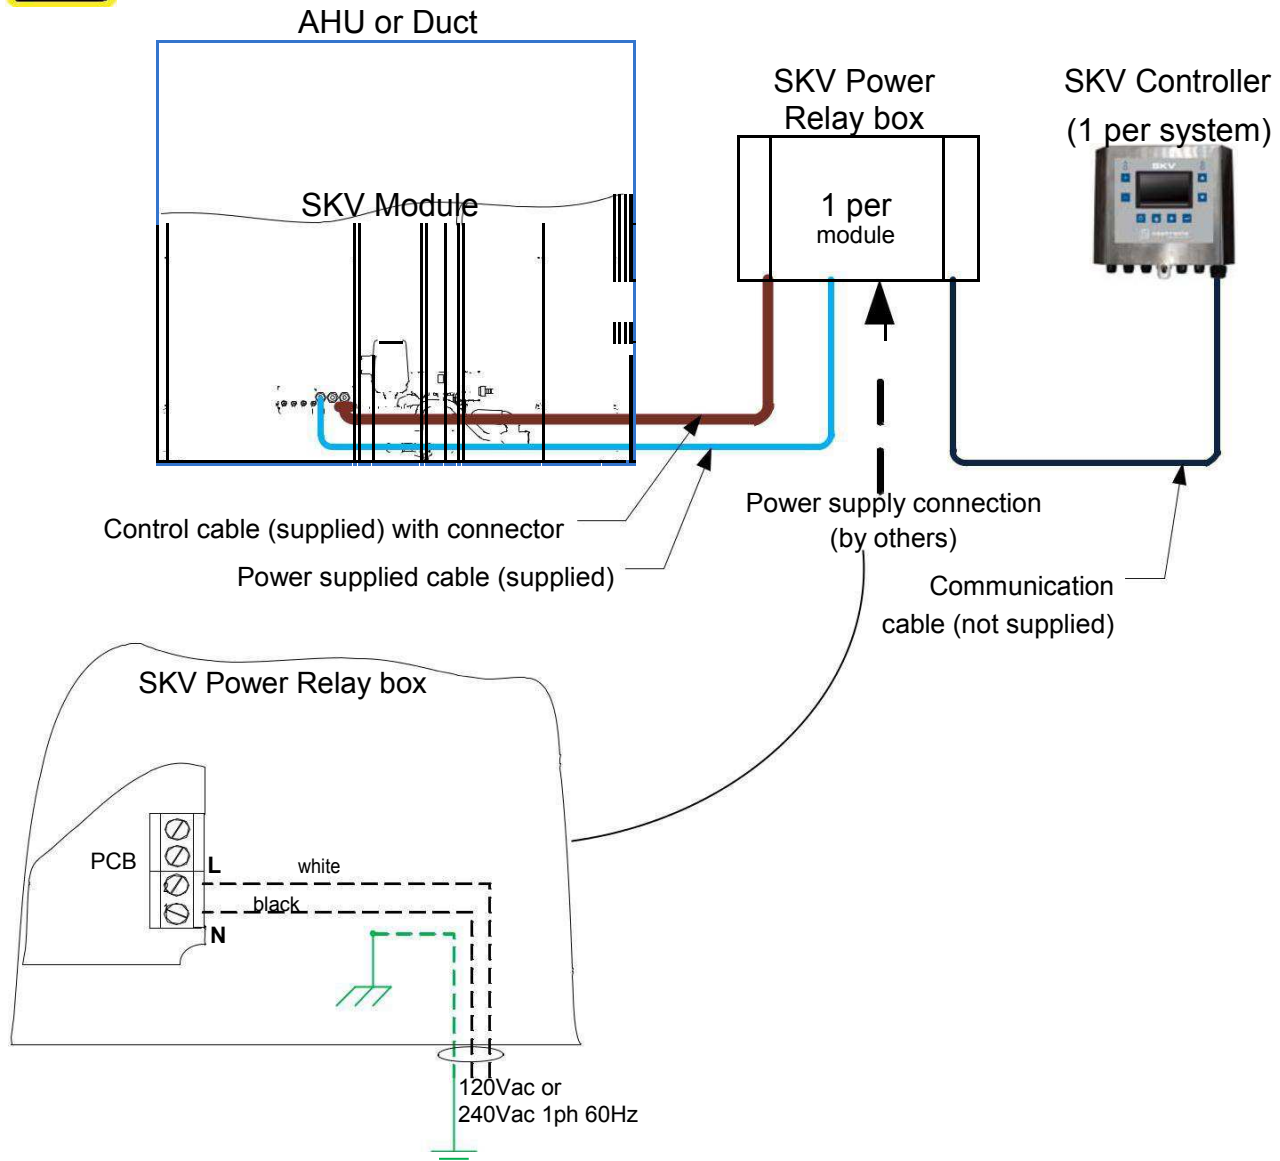 AHU or Duct
SKV Power
Relay box
SKV Controller
(1 per system)
SKV
SKV Module
1 per
module
Control cable (supplied) with connector
Power supplied cable (supplied)
Power supply connection
(by others)
Communication
cable (not supplied)
SKV Power Relay box
PCB
L
white
black
N
120Vac or
240Vac 1ph 60Hz